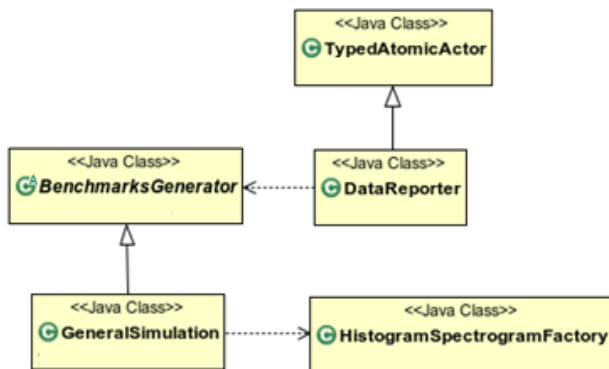 <<Java Class>>
TypedAtomicActor
<<Java Class>>
BenchmarksGenerator
<<Java Class>>
DataReporter
<<Java Class>>
GeneralSimulation
<<Java Class>>
HistogramSpectrogramFactory